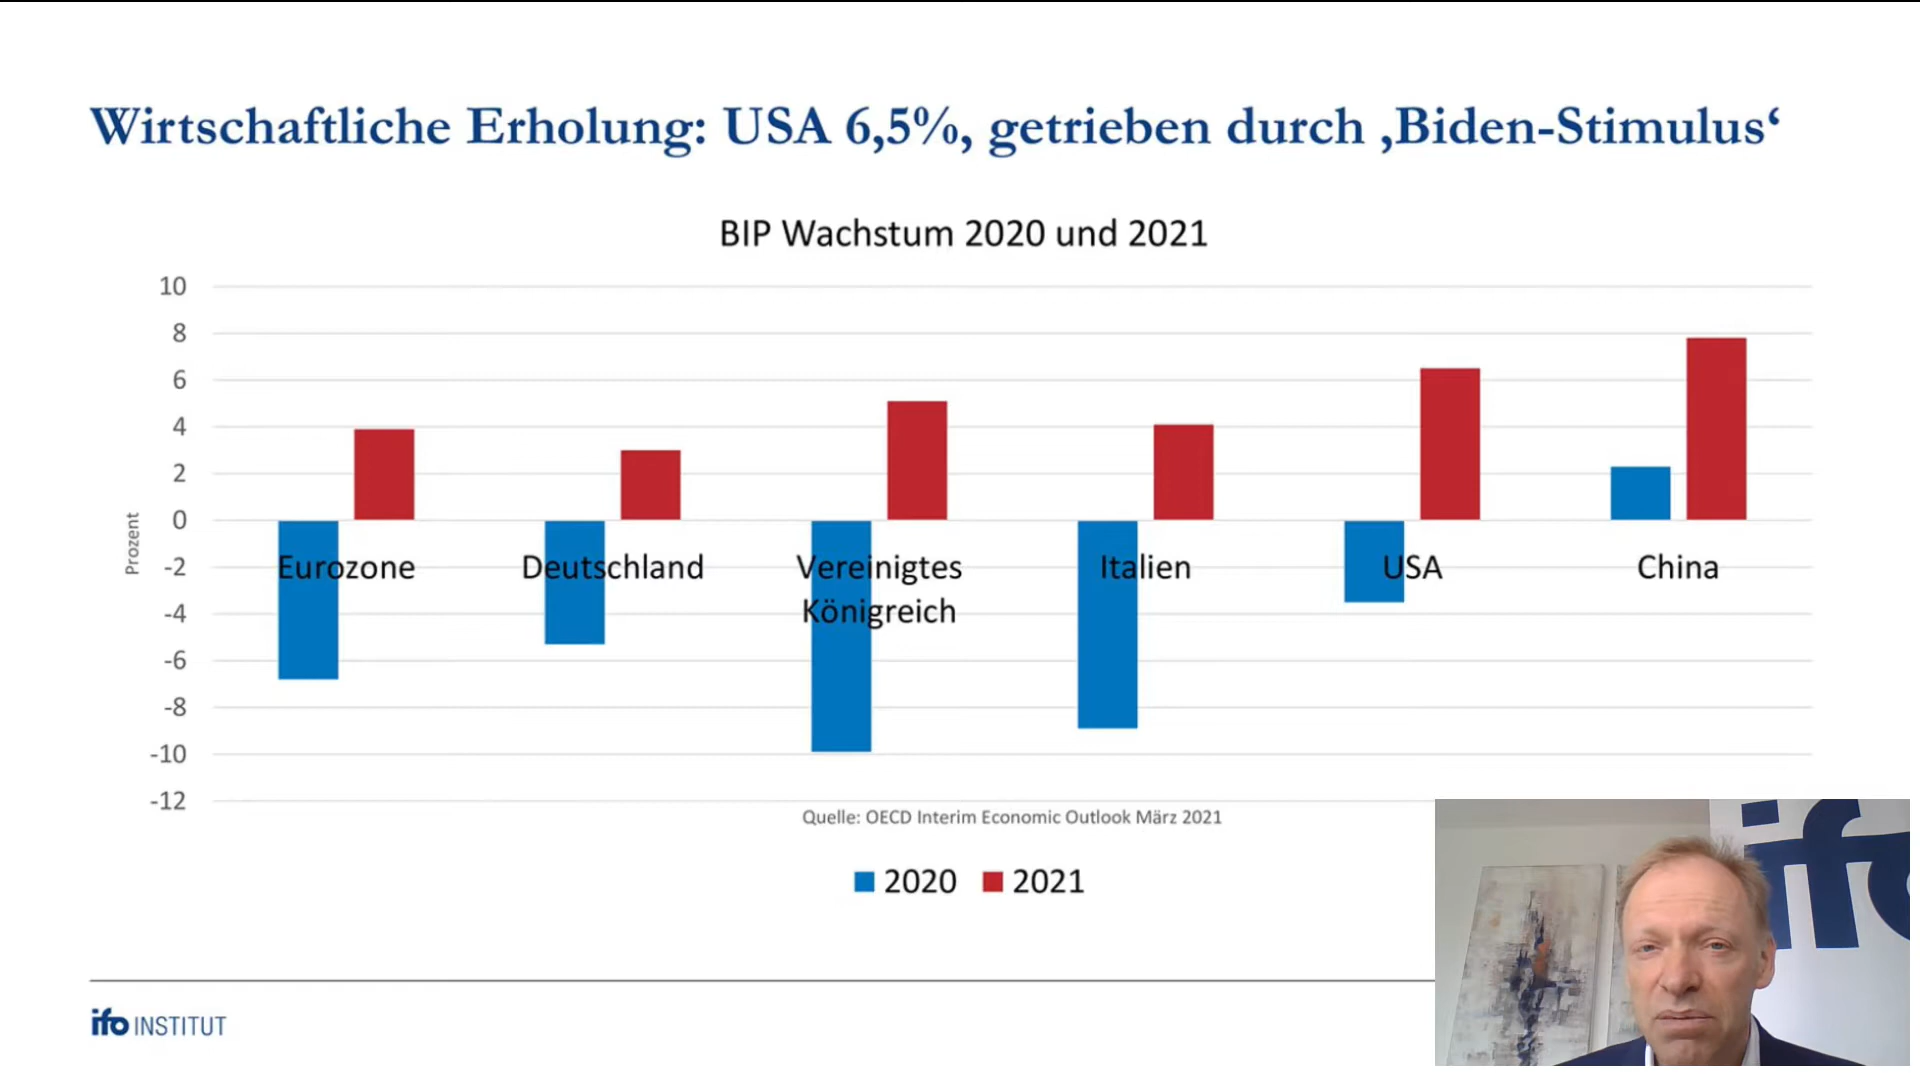 Wirtschaftliche Erholung: USA 6,5%, getrieben durch ‚Biden-Stimulus‘
BIP Wachstum 2020 und 2021
10
8
6
4
2
0
-2
-4
-6
-8
-10
-12
Prozent
Eurozone
Deutschland
Vereinigtes
Königreich
Italien
USA
China
Quelle: OECD Interim Economic Outlook März 2021
2020
2021
ifo INSTITUT
ifo